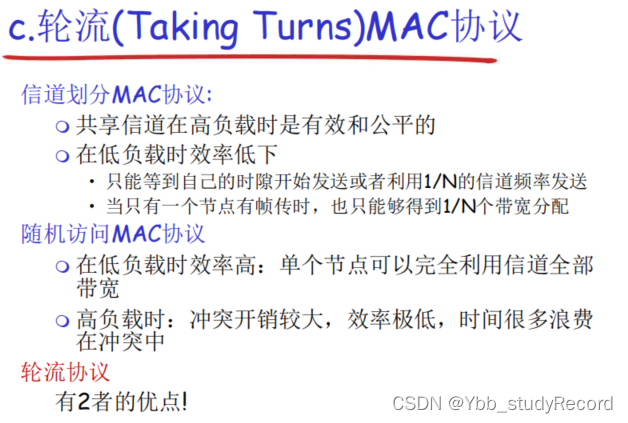 c.轮流(Taking Turns)MAC协议
信道划分MAC协议:
共享信道在高负载时是有效和公平的
在低负载时效率低下
• 只能等到自己的时隙开始发送或者利用1/N的信道频率发送
• 当只有一个节点有帧传时，也只能够得到1/N个带宽分配
随机访问MAC协议
在低负载时效率高：单个节点可以完全利用信道全部
带宽
高负载时：冲突开销较大，效率极低，时间很多浪费
在冲突中
轮流协议
有2者的优点!
CSDN @Ybb_studyRecord